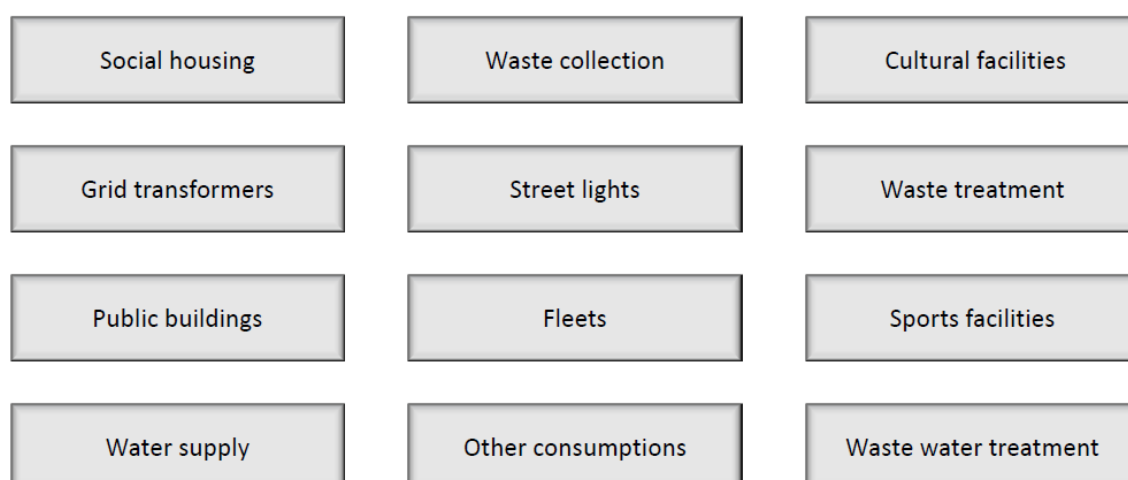 Social housing
Waste collection
Cultural facilities
Grid transformers
Street lights
Waste treatment
Public buildings
Fleets
Sports facilities
Water supply
Other consumptions
Waste water treatment